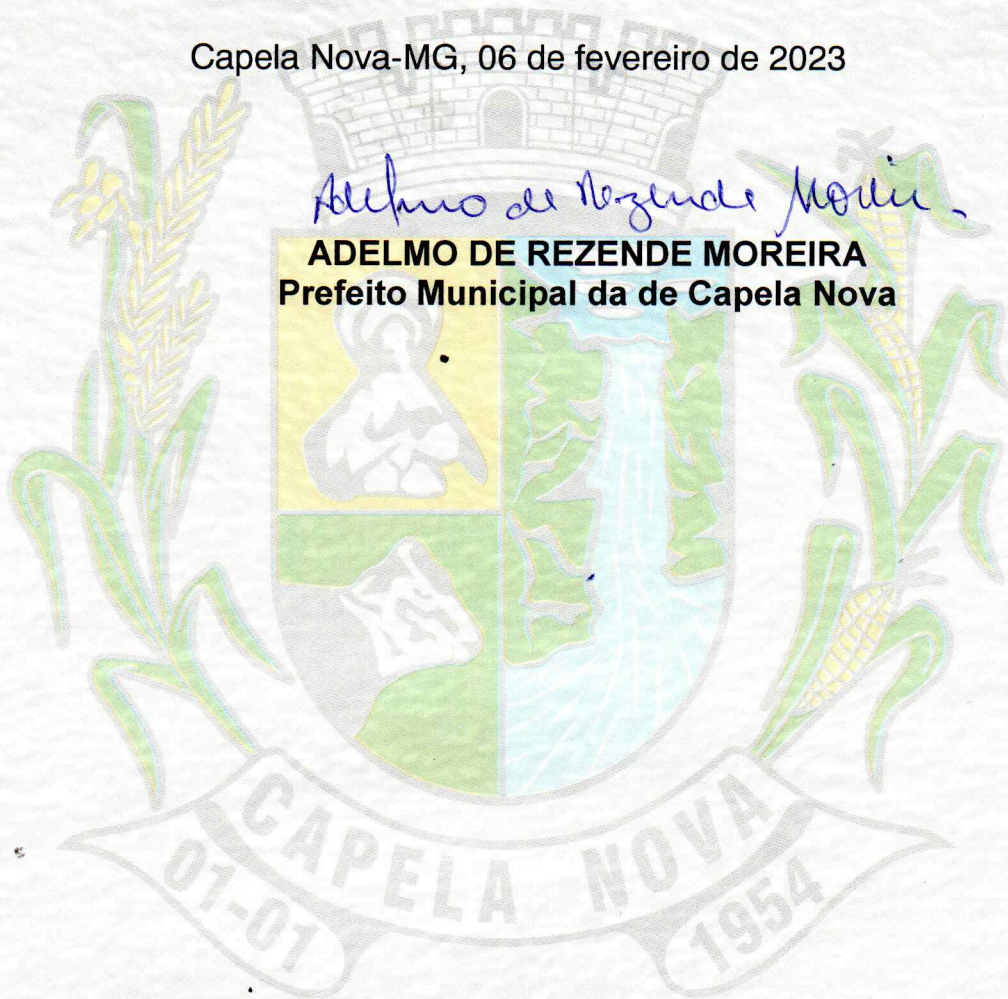 Capela Nova-MG, 06 de fevereiro de 2023
Adelmo de Rezende Moreira
ADELMO DE REZENDE MOREIRA
Prefeito Municipal da de Capela Nova
CAPELA NOVA
01-01
1954